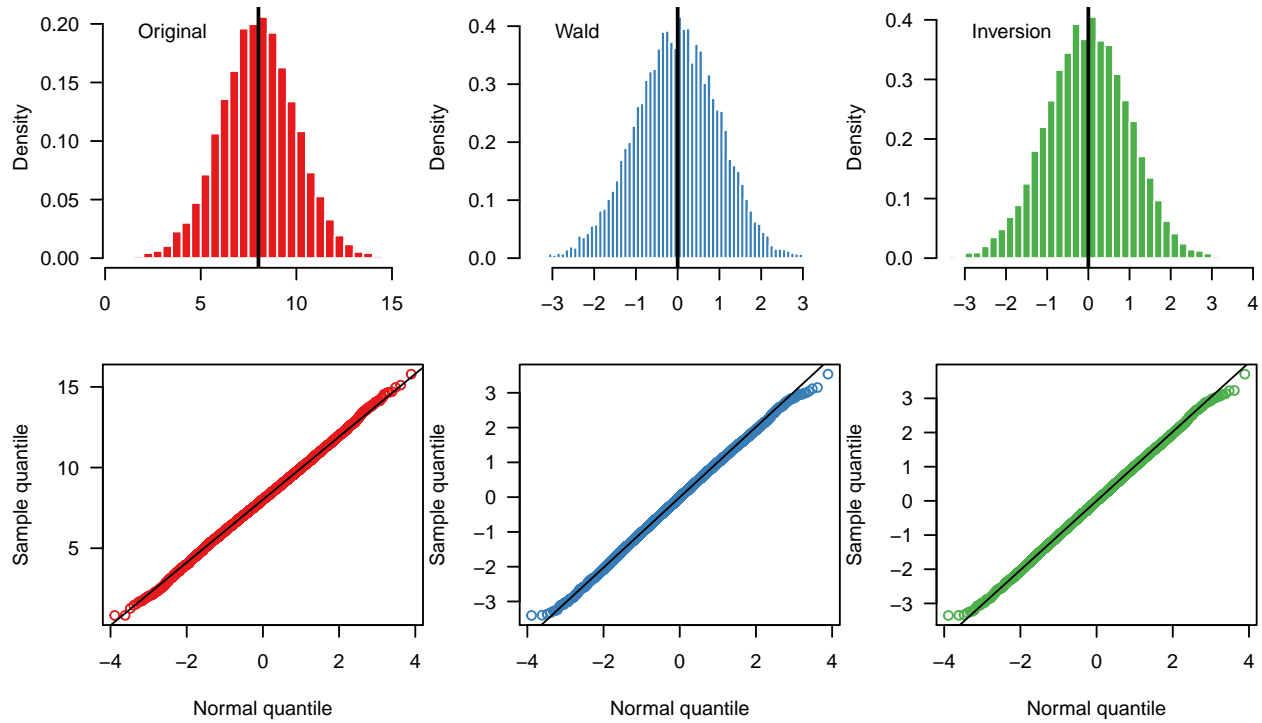 Original
Density
0.20
0.15
0.10
0.05
0.00
0 5 10 15
Wald
Density
0.4
0.3
0.2
0.1
0.0
−3 −2 −1 0 1 2 3
Inversion
Density
0.4
0.3
0.2
0.1
0.0
−3 −2 −1 0 1 2 3 4
Sample quantile
15
10
5
−4 −2 0 2 4
Normal quantile
Sample quantile
3
2
1
0
−1
−2
−3
−4 −2 0 2 4
Normal quantile
Sample quantile
3
2
1
0
−1
−2
−3
−4 −2 0 2 4
Normal quantile